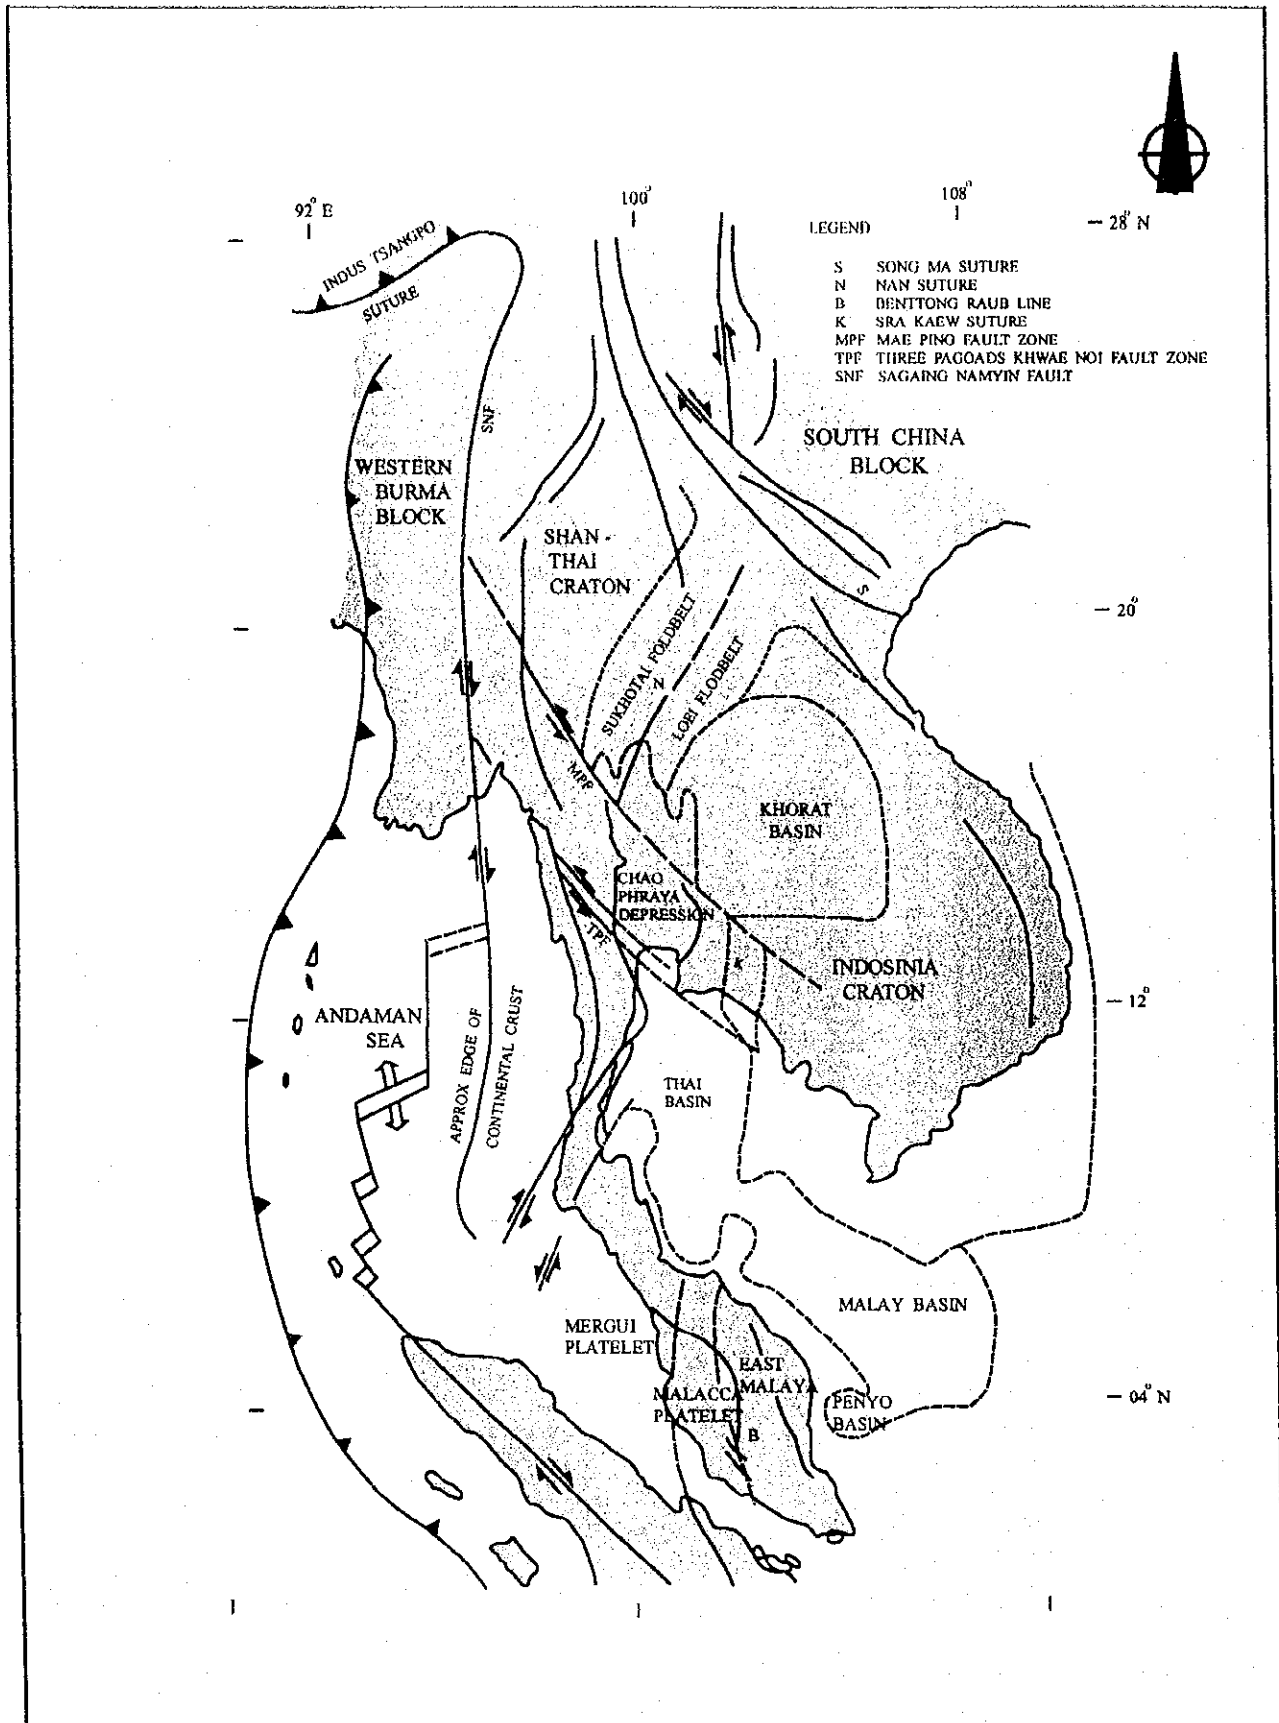 92° E
100°
108°
28° N
LEGEND
S SONG MA SUTURE
N NAN SUTURE
B BENTTONG RAUB LINE
K SRA KAEW SUTURE
MPF MAE PING FAULT ZONE
TPF THREE PAGOADS KHWAE NOI FAULT ZONE
SNF SAGAING NAMYIN FAULT
INDUS TSANGPO
SUTURE
SNF
SOUTH CHINA
BLOCK
WESTERN
BURMA
BLOCK
SHAN -
THAI
CRATON
S
20°
SUKHOTAI FOLDBELT
N
LOEI FLODBELT
MPF
KHORAT
BASIN
CHAO
PHRAYA
DEPRESSION
TPF
K
INDOSINIA
CRATON
12°
ANDAMAN
SEA
APPROX EDGE OF
CONTINENTAL CRUST
THAI
BASIN
MALAY BASIN
MERGUI
PLATELET
EAST
MALAYA
MALACCA
PLATELET
B
PENYO
BASIN
04° N